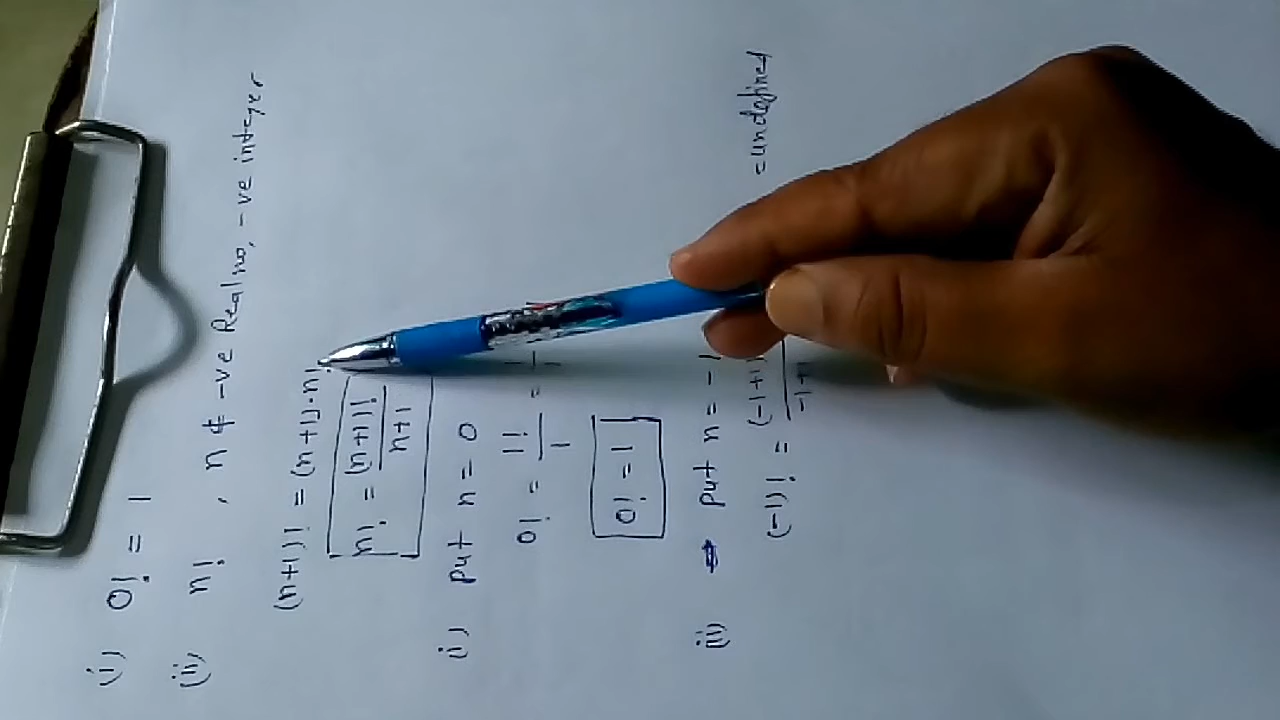 (i) 0! = 1
(ii) n! , n ∉ -ve Real no, -ve integer
(n+1)! = (n+1)·n!
n! = (n+1)! / n+1
(i) put n = 0
0! = 1! / 1 = 1 / 1
0! = 1
(ii) put n = -1
(-1)! = (-1+1) / -1+1 = undefined